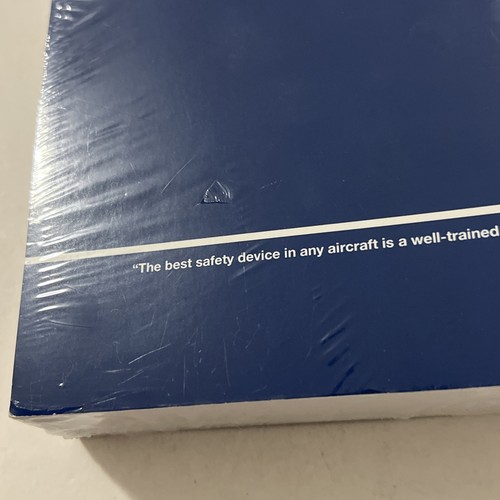 “The best safety device in any aircraft is a well-trained